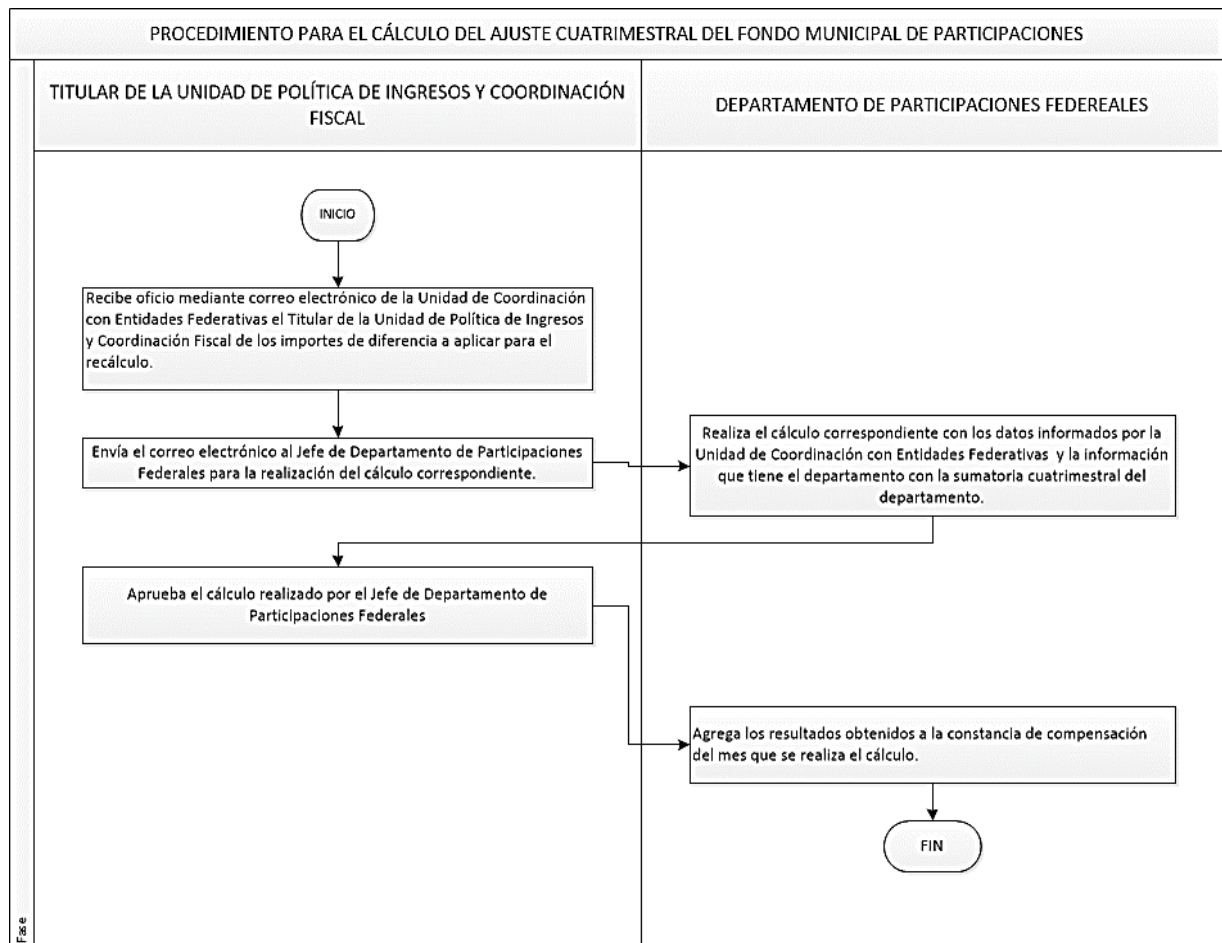 PROCEDIMIENTO PARA EL CÁLCULO DEL AJUSTE CUATRIMESTRAL DEL FONDO MUNICIPAL DE PARTICIPACIONES
TITULAR DE LA UNIDAD DE POLÍTICA DE INGRESOS Y COORDINACIÓN
FISCAL
DEPARTAMENTO DE PARTICIPACIONES FEDEREALES
INICIO
Recibe oficio mediante correo electrónico de la Unidad de Coordinación
con Entidades Federativas el Titular de la Unidad de Política de Ingresos
y Coordinación Fiscal de los importes de diferencia a aplicar para el
recálculo.
Envía el correo electrónico al Jefe de Departamento de Participaciones
Federales para la realización del cálculo correspondiente.
Realiza el cálculo correspondiente con los datos informados por la
Unidad de Coordinación con Entidades Federativas y la información
que tiene el departamento con la sumatoria cuatrimestral del
departamento.
Aprueba el cálculo realizado por el Jefe de Departamento de
Participaciones Federales
Agrega los resultados obtenidos a la constancia de compensación
del mes que se realiza el cálculo.
FIN
Fase